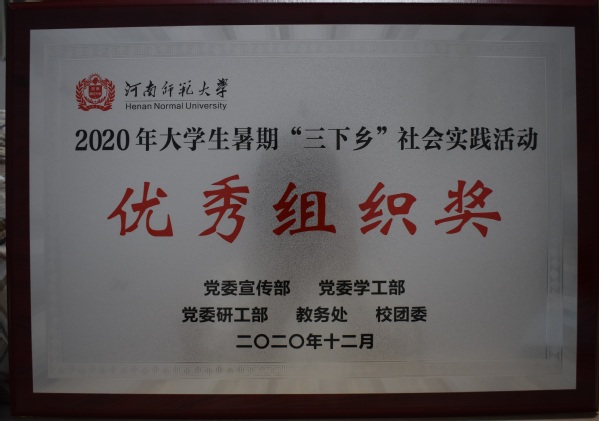 河南师范大学
Henan Normal University
2020年大学生暑期“三下乡”社会实践活动
优秀组织奖
党委宣传部 党委学工部
党委研工部 教务处 校团委
二〇二〇年十二月